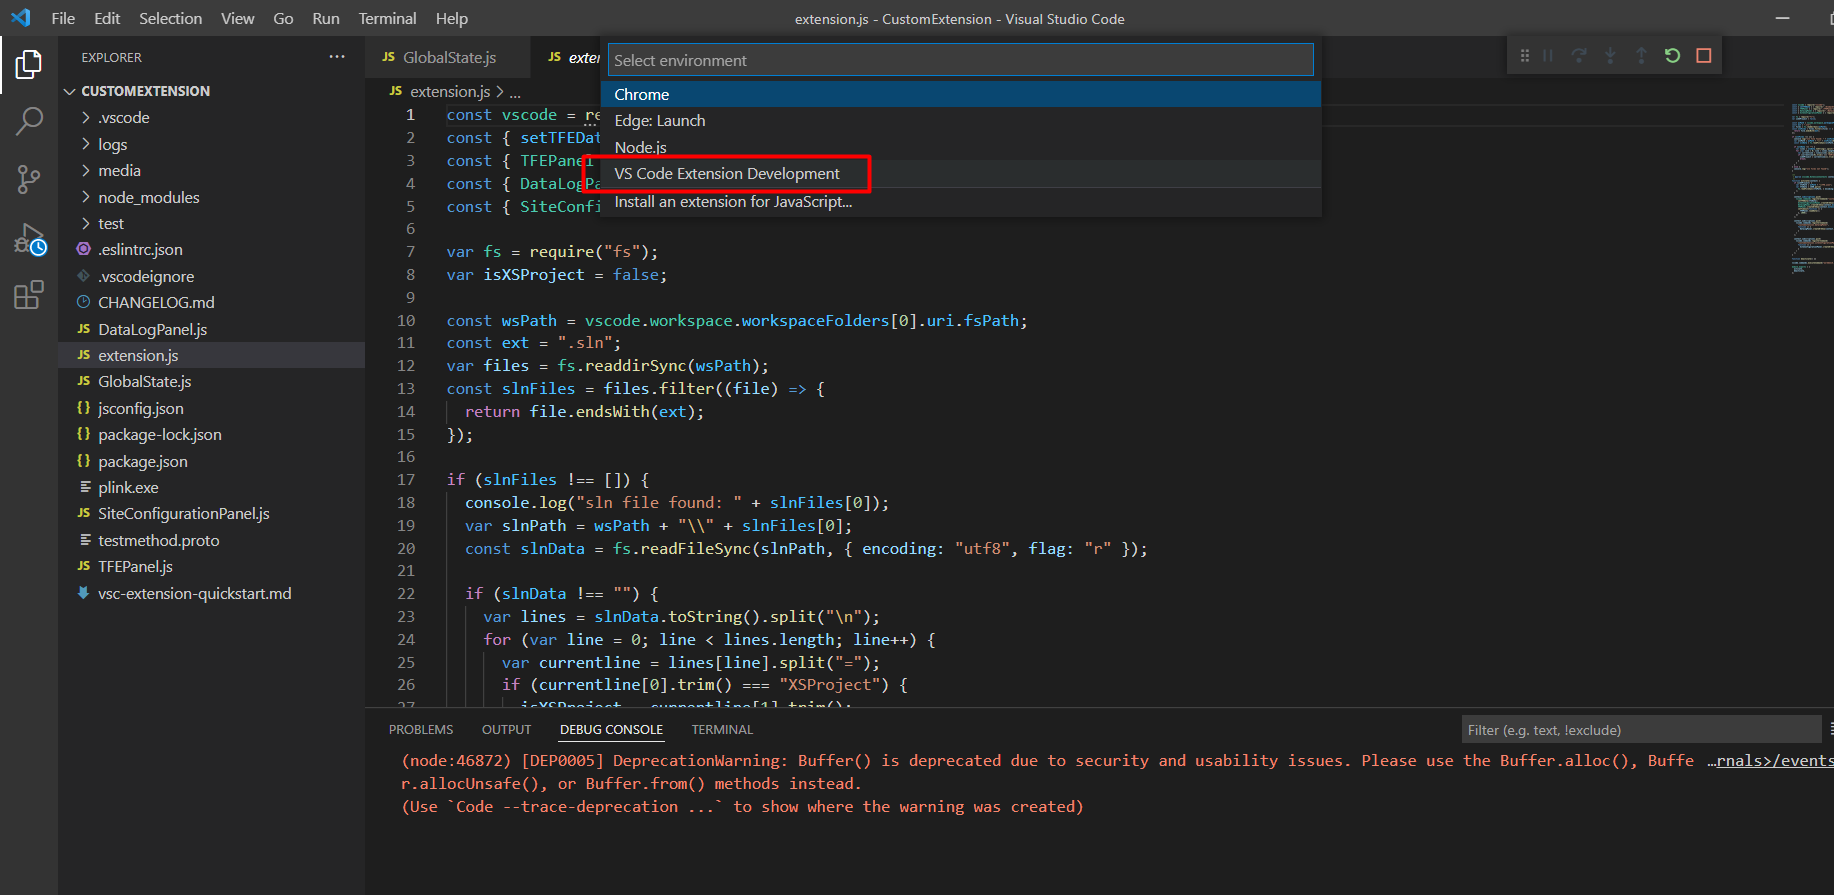 File Edit Selection View Go Run Terminal Help
extension.js - CustomExtension - Visual Studio Code
EXPLORER
CUSTOMEXTENSION
.vscode
logs
media
node_modules
test
.eslintrc.json
.vscodeignore
CHANGELOG.md
JS DataLogPanel.js
JS extension.js
JS GlobalState.js
{} jsconfig.json
{} package-lock.json
{} package.json
plink.exe
JS SiteConfigurationPanel.js
testmethod.proto
JS TFEPanel.js
vsc-extension-quickstart.md
JS GlobalState.js
JS exter
Select environment
Chrome
Edge: Launch
Node.js
VS Code Extension Development
Install an extension for JavaScript...
JS extension.js > ...
1 const vscode = re
2 const { setTFEDat
3 const { TFEPanel
4 const { DataLogPa
5 const { SiteConfi
6
7 var fs = require("fs");
8 var isXSProject = false;
9
10 const wsPath = vscode.workspace.workspaceFolders[0].uri.fsPath;
11 const ext = ".sln";
12 var files = fs.readdirSync(wsPath);
13 const slnFiles = files.filter((file) => {
14 return file.endsWith(ext);
15 });
16
17 if (slnFiles !== []) {
18 console.log("sln file found: " + slnFiles[0]);
19 var slnPath = wsPath + "\\" + slnFiles[0];
20 const slnData = fs.readFileSync(slnPath, { encoding: "utf8", flag: "r" });
21
22 if (slnData !== "") {
23 var lines = slnData.toString().split("\n");
24 for (var line = 0; line < lines.length; line++) {
25 var currentline = lines[line].split("=");
26 if (currentline[0].trim() === "XSProject") {
27 isXSProject = currentline[1].trim();
PROBLEMS OUTPUT DEBUG CONSOLE TERMINAL
Filter (e.g. text, !exclude)
(node:46872) [DEP0005] DeprecationWarning: Buffer() is deprecated due to security and usability issues. Please use the Buffer.alloc(), Buffe …rnals>/events
r.allocUnsafe(), or Buffer.from() methods instead.
(Use `Code --trace-deprecation ...` to show where the warning was created)